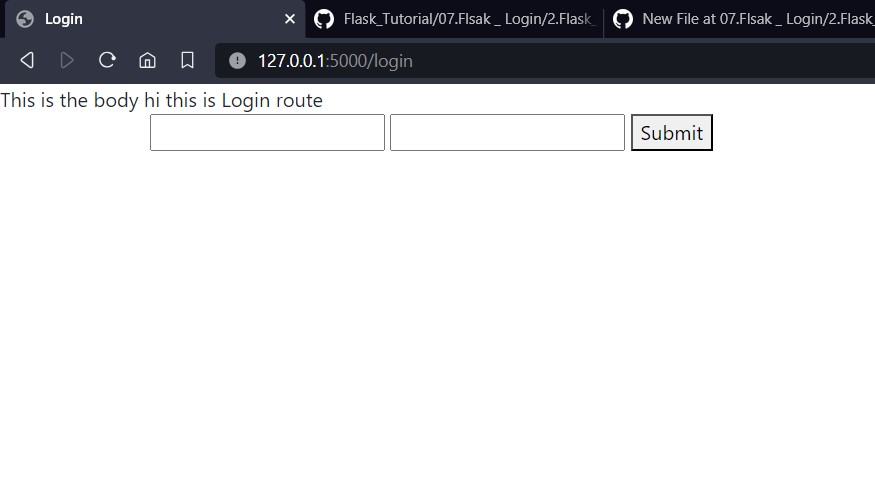 Login
Flask_Tutorial/07.Flsak _ Login/2.Flask_
New File at 07.Flsak _ Login/2.Flask_
127.0.0.1:5000/login
This is the body hi this is Login route
Submit